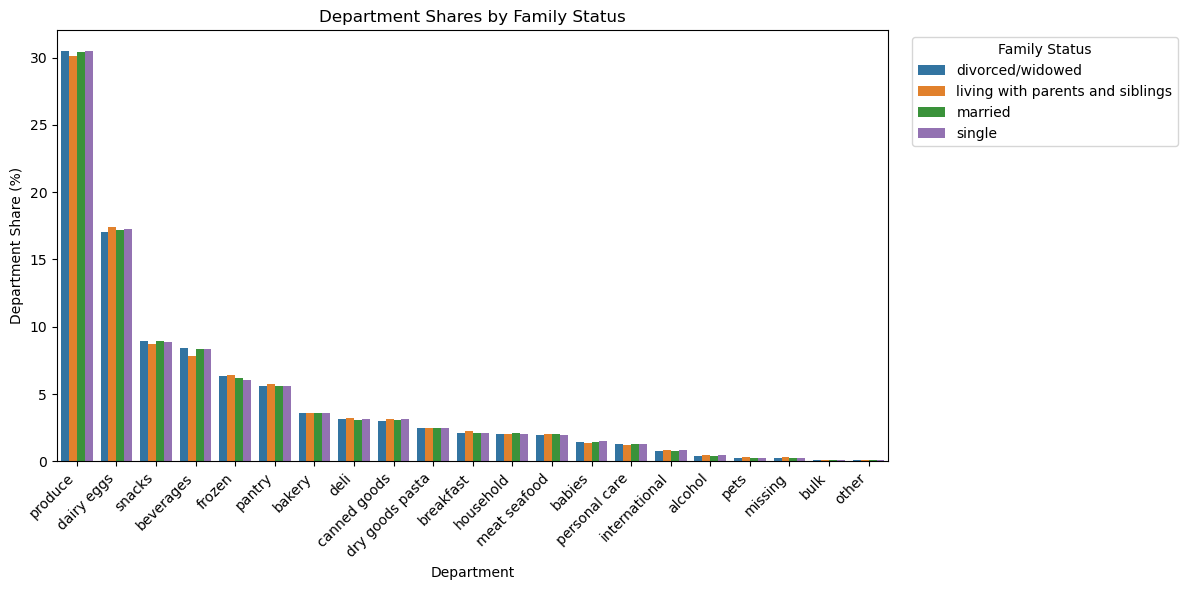 Department Shares by Family Status
Department Share (%)
30
25
20
15
10
5
0
produce
dairy eggs
snacks
beverages
frozen
pantry
bakery
deli
canned goods
dry goods pasta
breakfast
household
meat seafood
babies
personal care
international
alcohol
pets
missing
bulk
other
Department
Family Status
divorced/widowed
living with parents and siblings
married
single